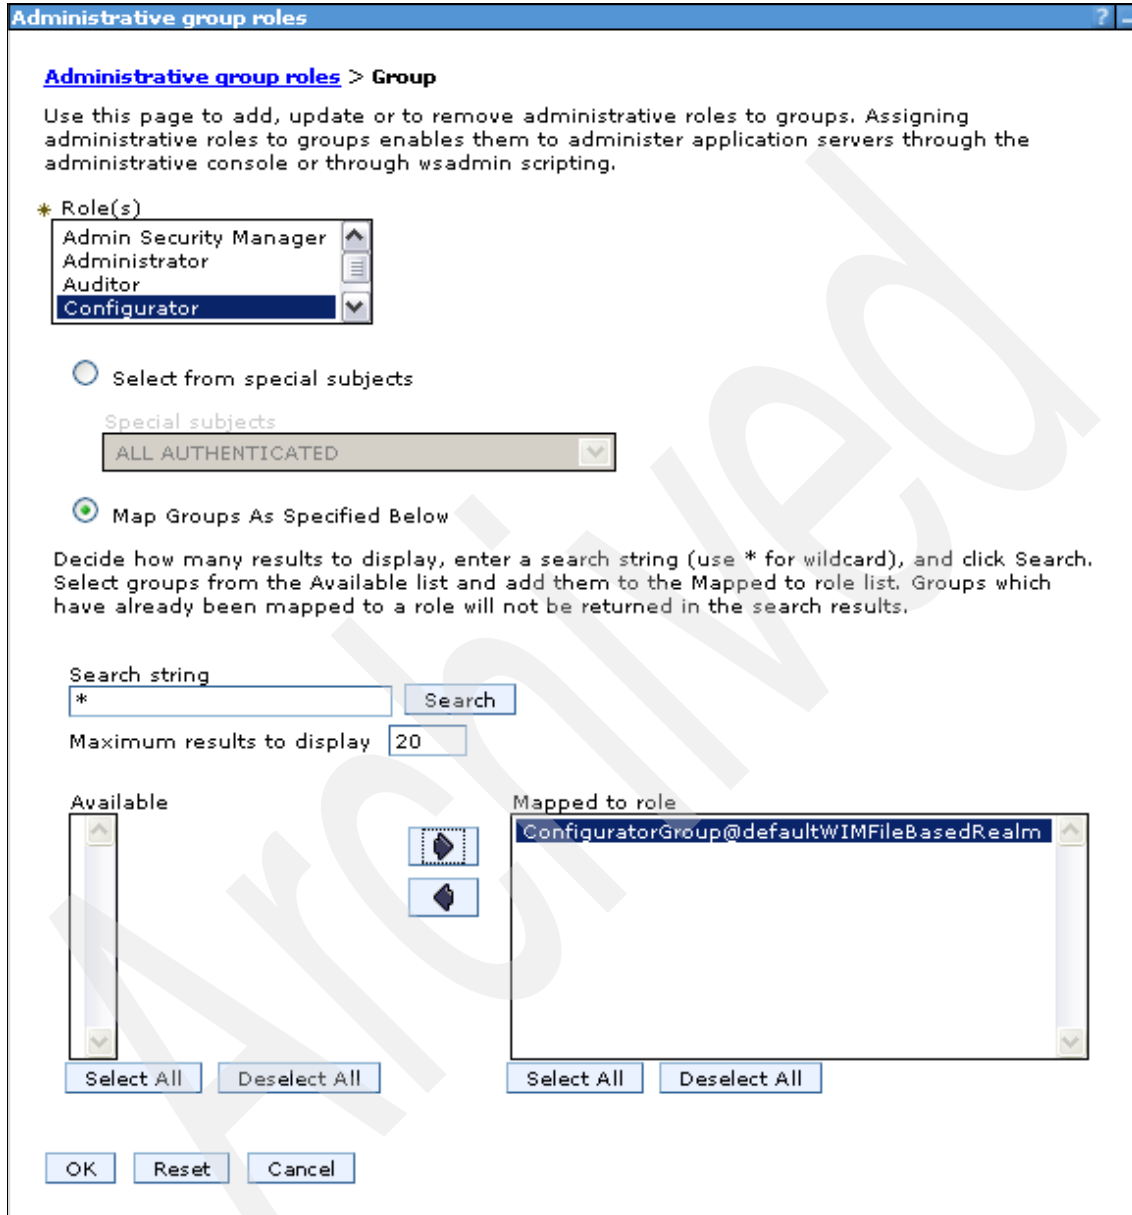 Administrative group roles ? –
Administrative group roles > Group
Use this page to add, update or to remove administrative roles to groups. Assigning
administrative roles to groups enables them to administer application servers through the
administrative console or through wsadmin scripting.
* Role(s)
Admin Security Manager
Administrator
Auditor
Configurator
Select from special subjects
Special subjects
ALL AUTHENTICATED
Map Groups As Specified Below
Decide how many results to display, enter a search string (use * for wildcard), and click Search.
Select groups from the Available list and add them to the Mapped to role list. Groups which
have already been mapped to a role will not be returned in the search results.
Search string
* Search
Maximum results to display 20
Available Mapped to role
ConfiguratorGroup@defaultWIMFileBasedRealm
Select All Deselect All Select All Deselect All
OK Reset Cancel
Archived